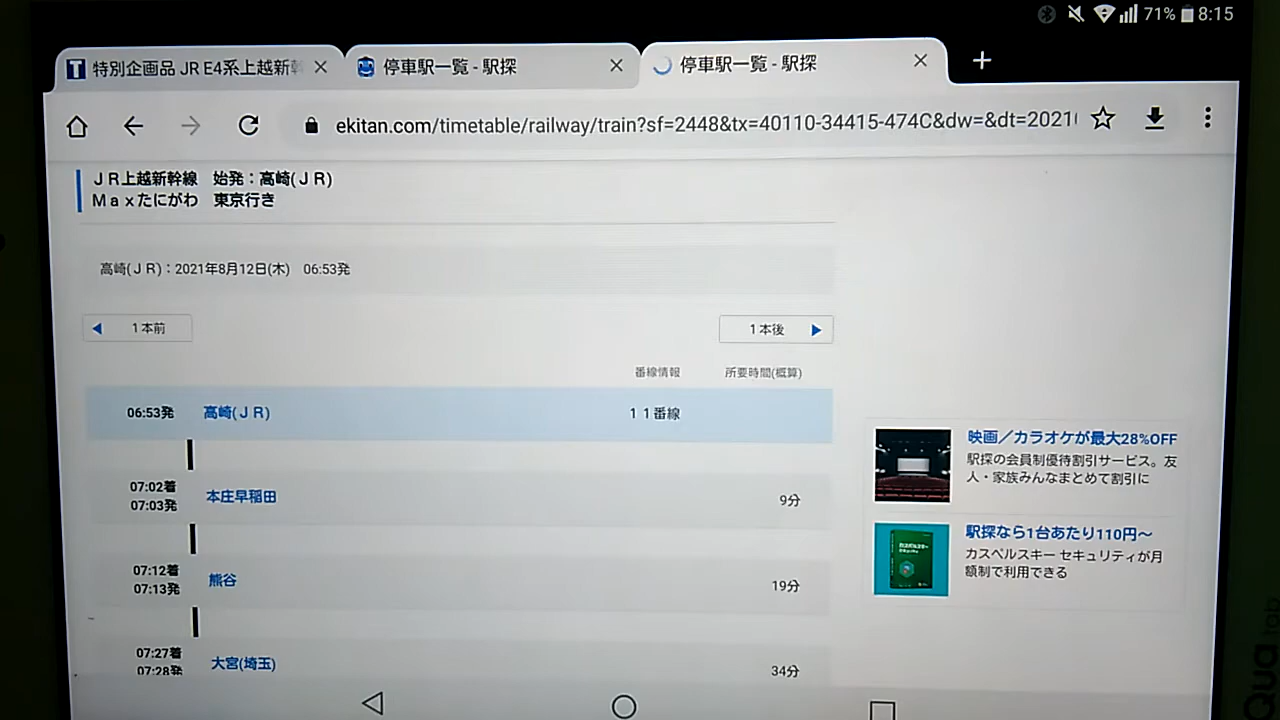 71% 8:15
特別企画品 JR E4系上越新幹
停車駅一覧 - 駅探
停車駅一覧 - 駅探
ekitan.com/timetable/railway/train?sf=2448&tx=40110-34415-474C&dw=&dt=2021
ＪＲ上越新幹線　始発：高崎(ＪＲ)
Ｍａｘたにがわ　東京行き
高崎(ＪＲ)：2021年8月12日(木)　06:53発
1本前
1本後
番線情報
所要時間(概算)
06:53発 高崎(ＪＲ) １１番線
07:02着
07:03発
本庄早稲田
9分
07:12着
07:13発
熊谷
19分
07:27着
07:28発
大宮(埼玉)
34分
映画／カラオケが最大28%OFF
駅探の会員制優待割引サービス。友
人・家族みんなまとめて割引に
駅探なら1台あたり110円～
カスペルスキー セキュリティが月
額制で利用できる
Qua tab